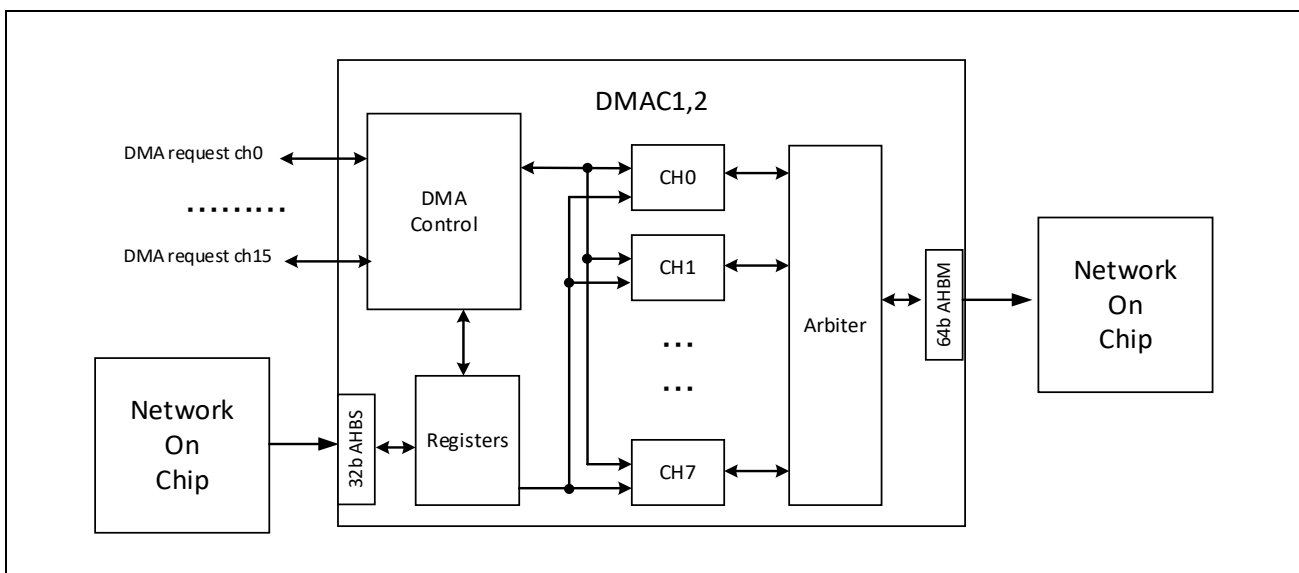 DMAC1,2
DMA request ch0
.........
DMA request ch15
DMA
Control
CH0
CH1
...
...
CH7
Arbiter
64b AHBM
Network
On
Chip
Network
On
Chip
32b AHBS
Registers